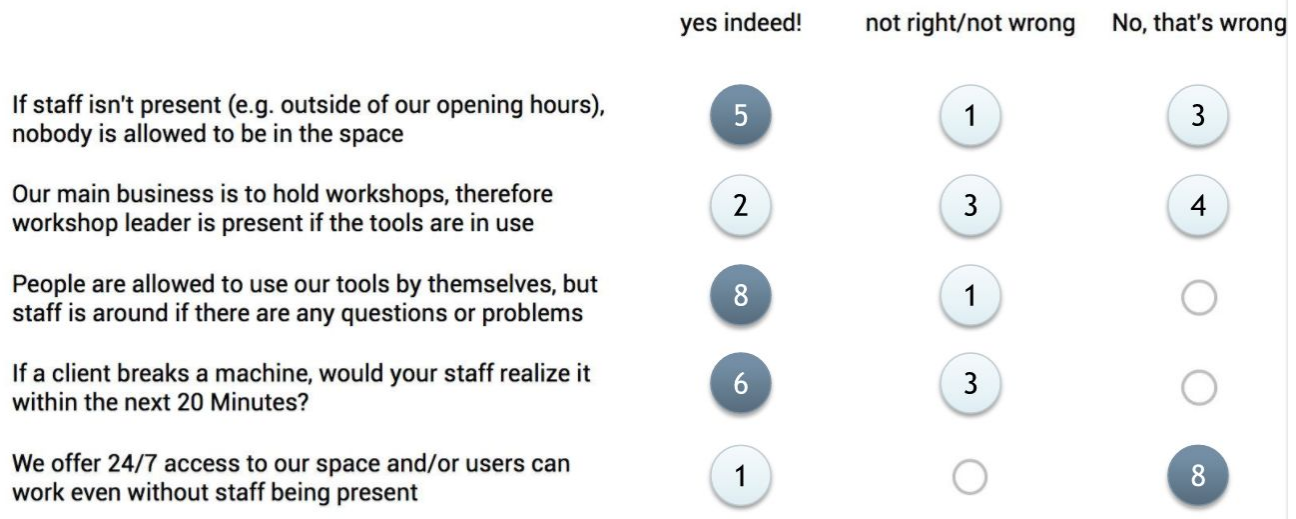 yes indeed! not right/not wrong No, that's wrong
If staff isn't present (e.g. outside of our opening hours),
nobody is allowed to be in the space
5 1 3
Our main business is to hold workshops, therefore
workshop leader is present if the tools are in use
2 3 4
People are allowed to use our tools by themselves, but
staff is around if there are any questions or problems
8 1
If a client breaks a machine, would your staff realize it
within the next 20 Minutes?
6 3
We offer 24/7 access to our space and/or users can
work even without staff being present
1 8